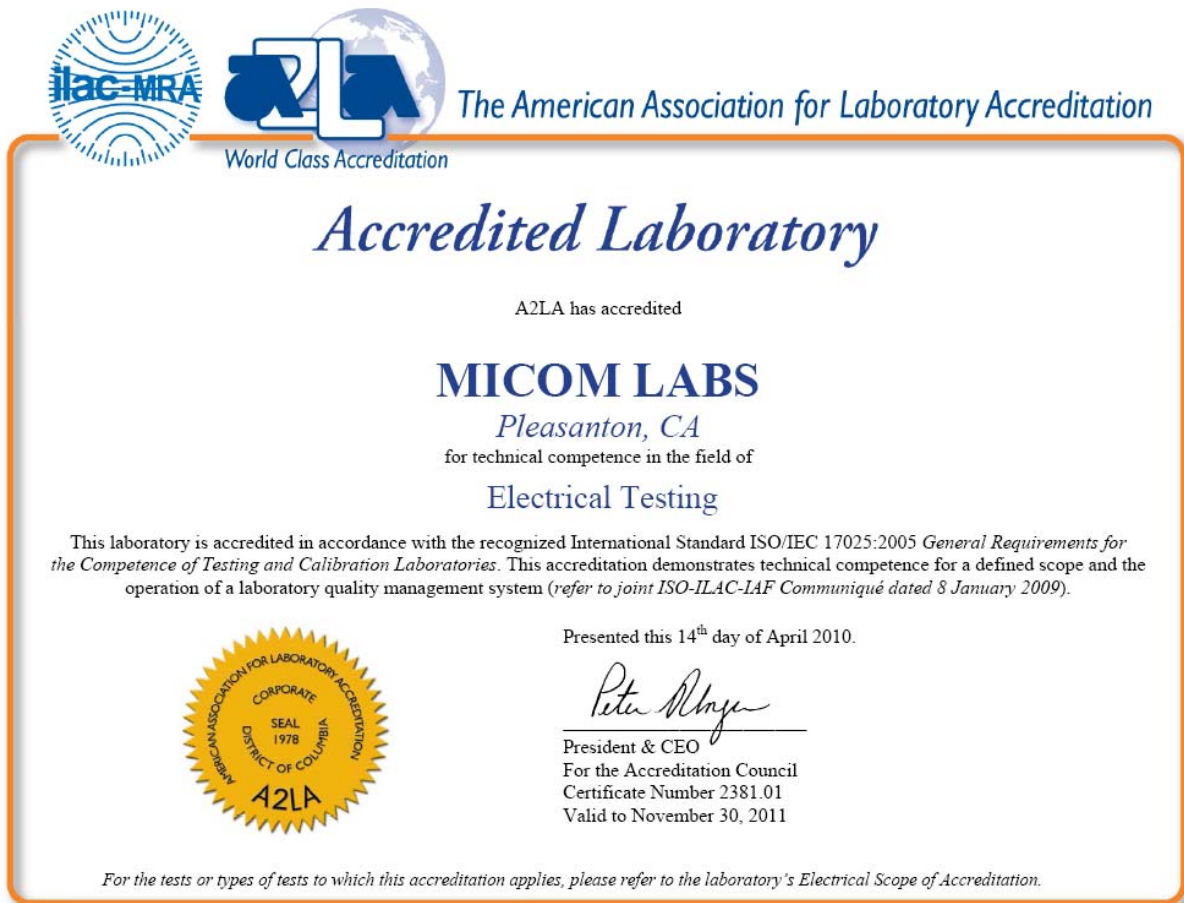 ilac-MRA
A2LA
The American Association for Laboratory Accreditation
World Class Accreditation
Accredited Laboratory
A2LA has accredited
MICOM LABS
Pleasanton, CA
for technical competence in the field of
Electrical Testing
This laboratory is accredited in accordance with the recognized International Standard ISO/IEC 17025:2005 General Requirements for
the Competence of Testing and Calibration Laboratories. This accreditation demonstrates technical competence for a defined scope and the
operation of a laboratory quality management system (refer to joint ISO-ILAC-IAF Communiqué dated 8 January 2009).
Presented this 14th day of April 2010.
AMERICAN ASSOCIATION FOR LABORATORY ACCREDITATION
CORPORATE
SEAL
1978
DISTRICT OF COLUMBIA
A2LA
President & CEO
For the Accreditation Council
Certificate Number 2381.01
Valid to November 30, 2011
For the tests or types of tests to which this accreditation applies, please refer to the laboratory's Electrical Scope of Accreditation.